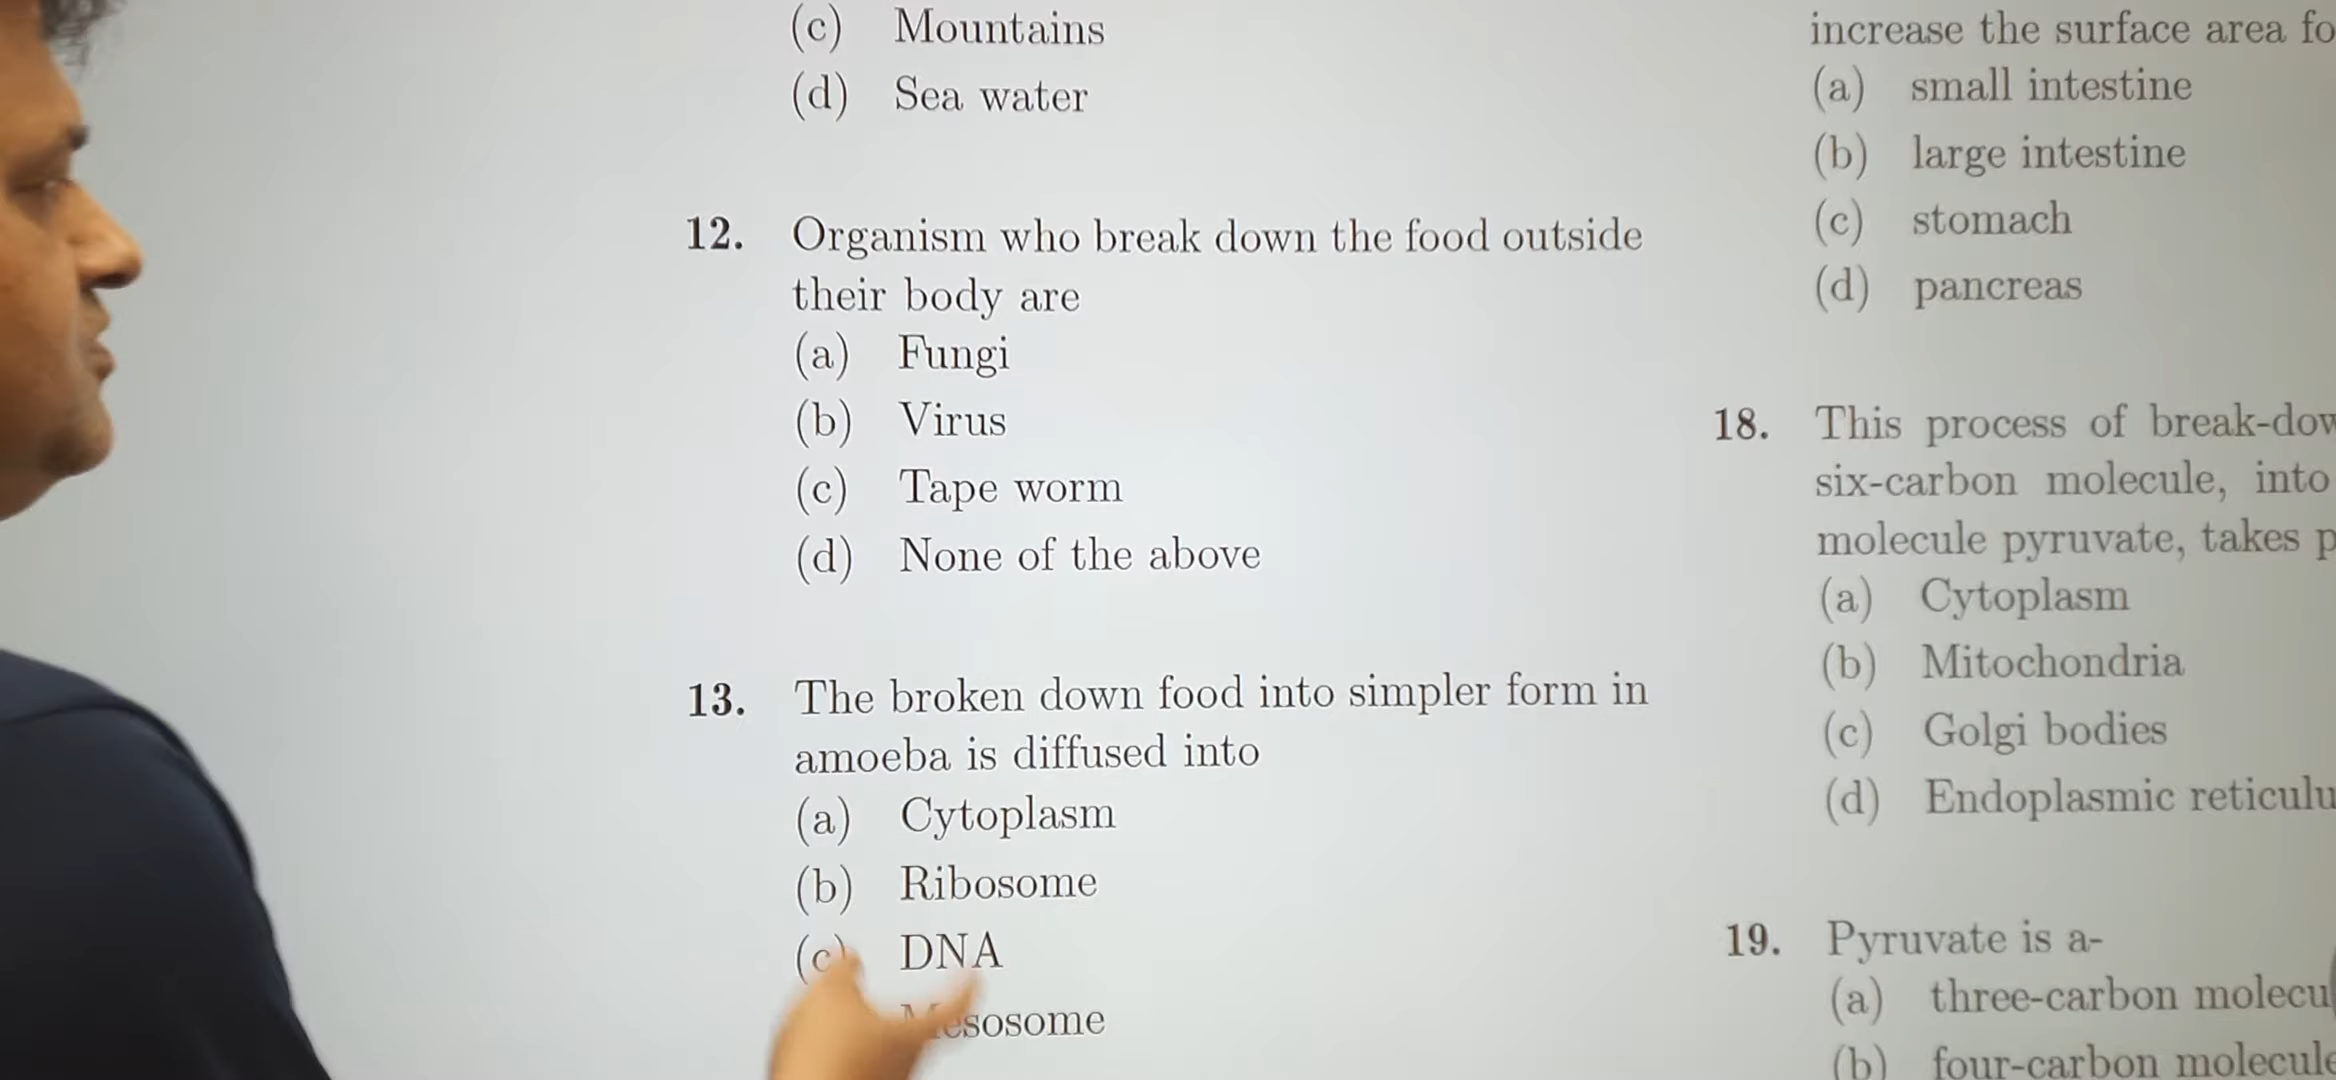 (c) Mountains
(d) Sea water
12. Organism who break down the food outside
their body are
(a) Fungi
(b) Virus
(c) Tape worm
(d) None of the above
13. The broken down food into simpler form in
amoeba is diffused into
(a) Cytoplasm
(b) Ribosome
(c) DNA
Mesosome
increase the surface area
(a) small intestine
(b) large intestine
(c) stomach
(d) pancreas
18. This process of
six-carbon molecule, into
molecule pyruvate, takes
(a) Cytoplasm
(b) Mitochondria
(c) Golgi bodies
(d) Endoplasmic
19. Pyruvate is a-
(a) three-carbon
(b) four-carbon